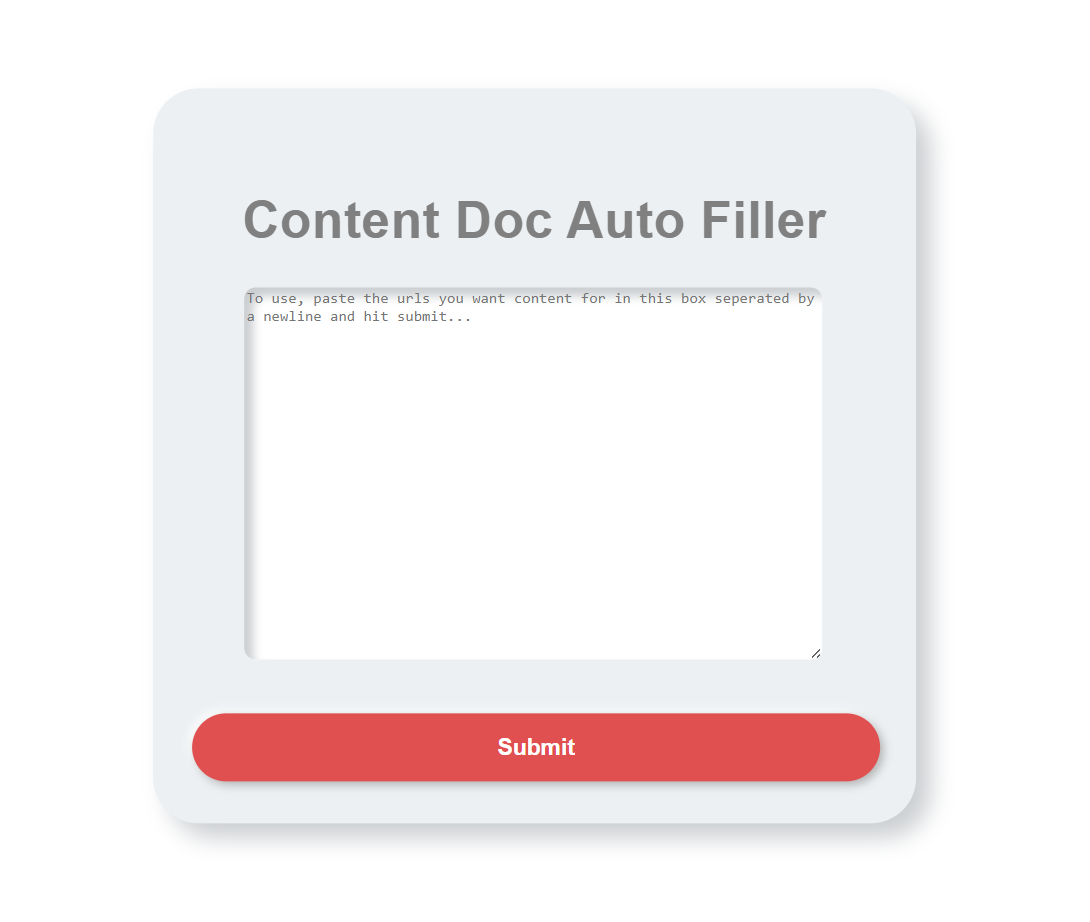 Content Doc Auto Filler
To use, paste the urls you want content for in this box seperated by
a newline and hit submit...
Submit